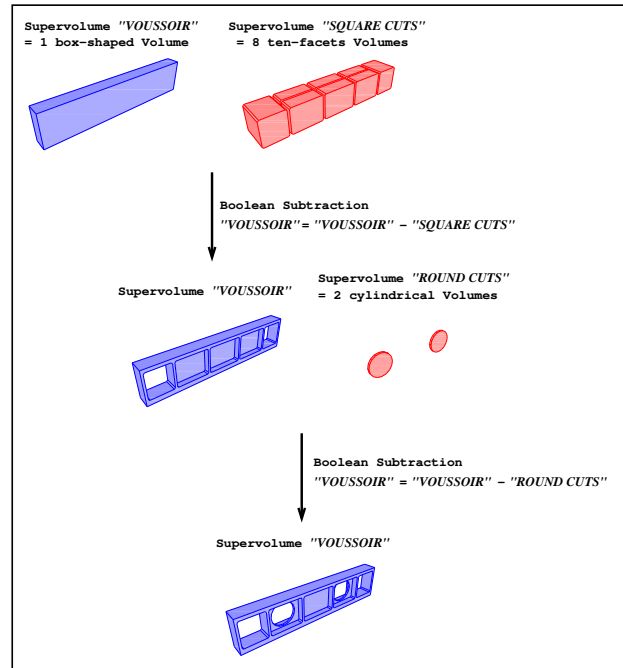 Supervolume "VOUSSOIR"
= 1 box-shaped Volume
Supervolume "SQUARE CUTS"
= 8 ten-facets Volumes
Boolean Subtraction
"VOUSSOIR" = "VOUSSOIR" − "SQUARE CUTS"
Supervolume "VOUSSOIR"
Supervolume "ROUND CUTS"
= 2 cylindrical Volumes
Boolean Subtraction
"VOUSSOIR" = "VOUSSOIR" − "ROUND CUTS"
Supervolume "VOUSSOIR"